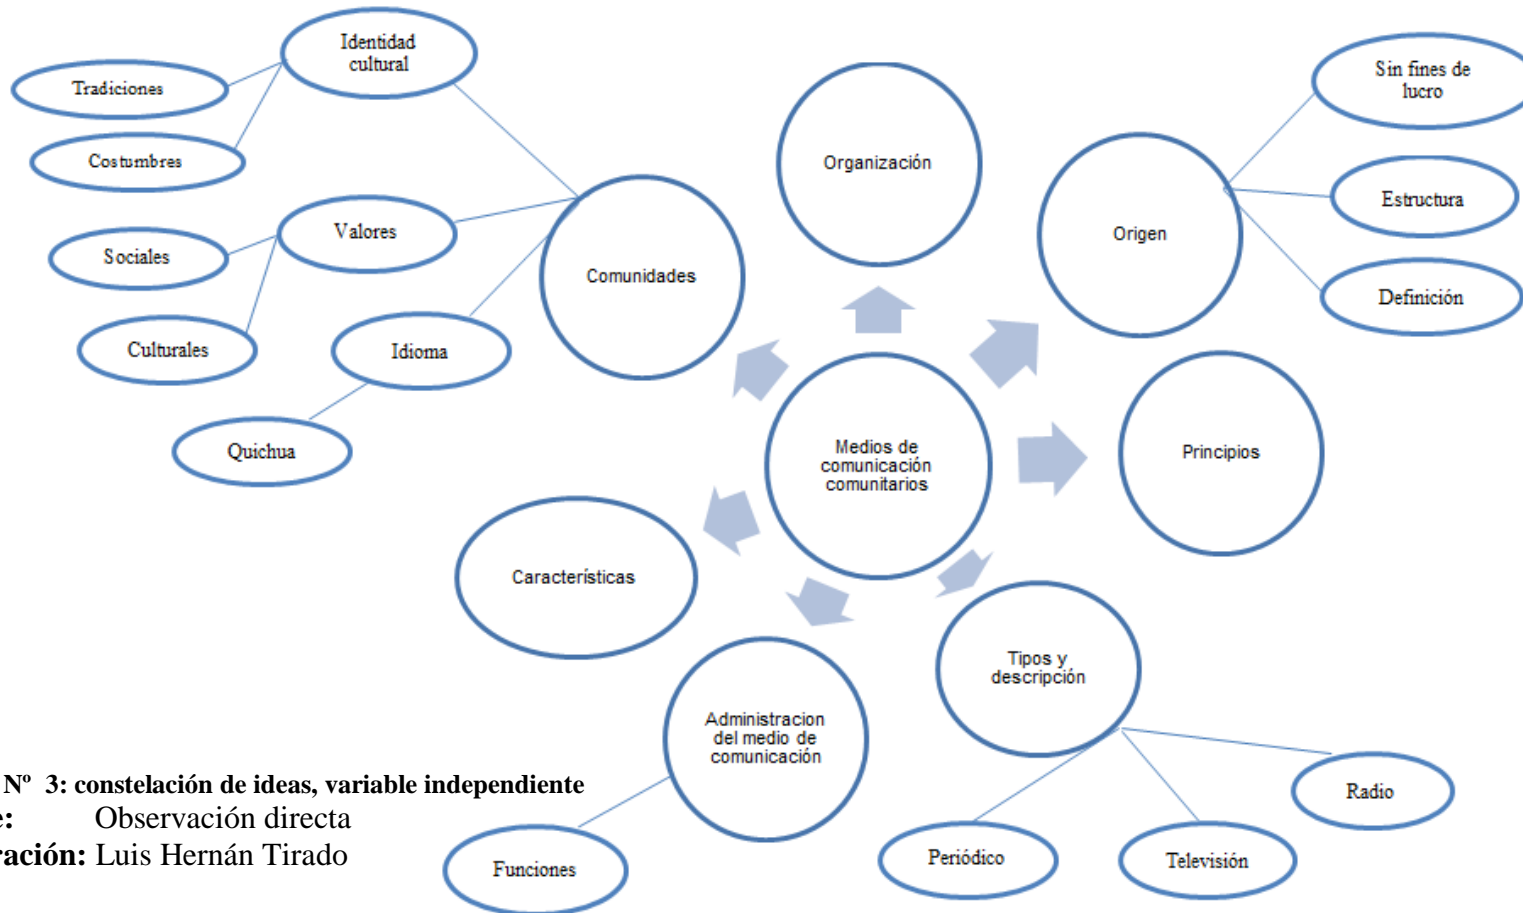 Identidad
cultural
Tradiciones
Costumbres
Valores
Sociales
Culturales
Idioma
Quichua
Comunidades
Organización
Origen
Sin fines de
lucro
Estructura
Definición
Medios de
comunicación
comunitarios
Principios
Características
Tipos y
descripción
Administracion
del medio de
comunicación
Radio
Periódico
Televisión
Funciones
Nº 3: constelación de ideas, variable independiente
e: Observación directa
ración: Luis Hernán Tirado